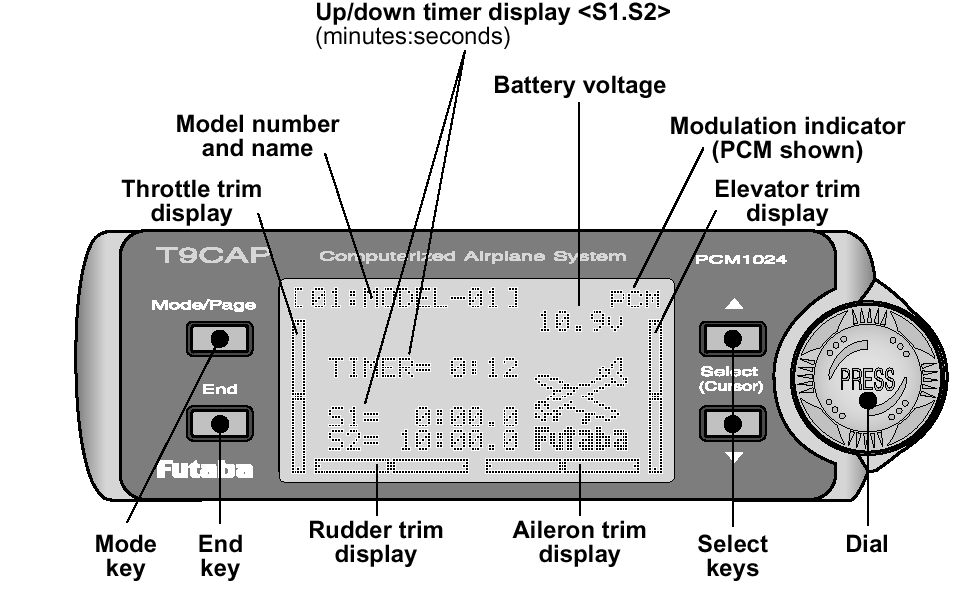 Up/down timer display <S1.S2>
(minutes:seconds)
Battery voltage
Model number
and name
Modulation indicator
(PCM shown)
Throttle trim
display
Elevator trim
display
T9CAP
Computerized Airplane System
PCM1024
Mode/Page
[01:MODEL-01]
PCM
10.9v
TIMER= 0:12
End
Select
(Cursor)
PRESS
S1= 0:00.0
S2= 10:00.0
Futaba
Futaba
Rudder trim
display
Aileron trim
display
Mode
key
End
key
Select
keys
Dial